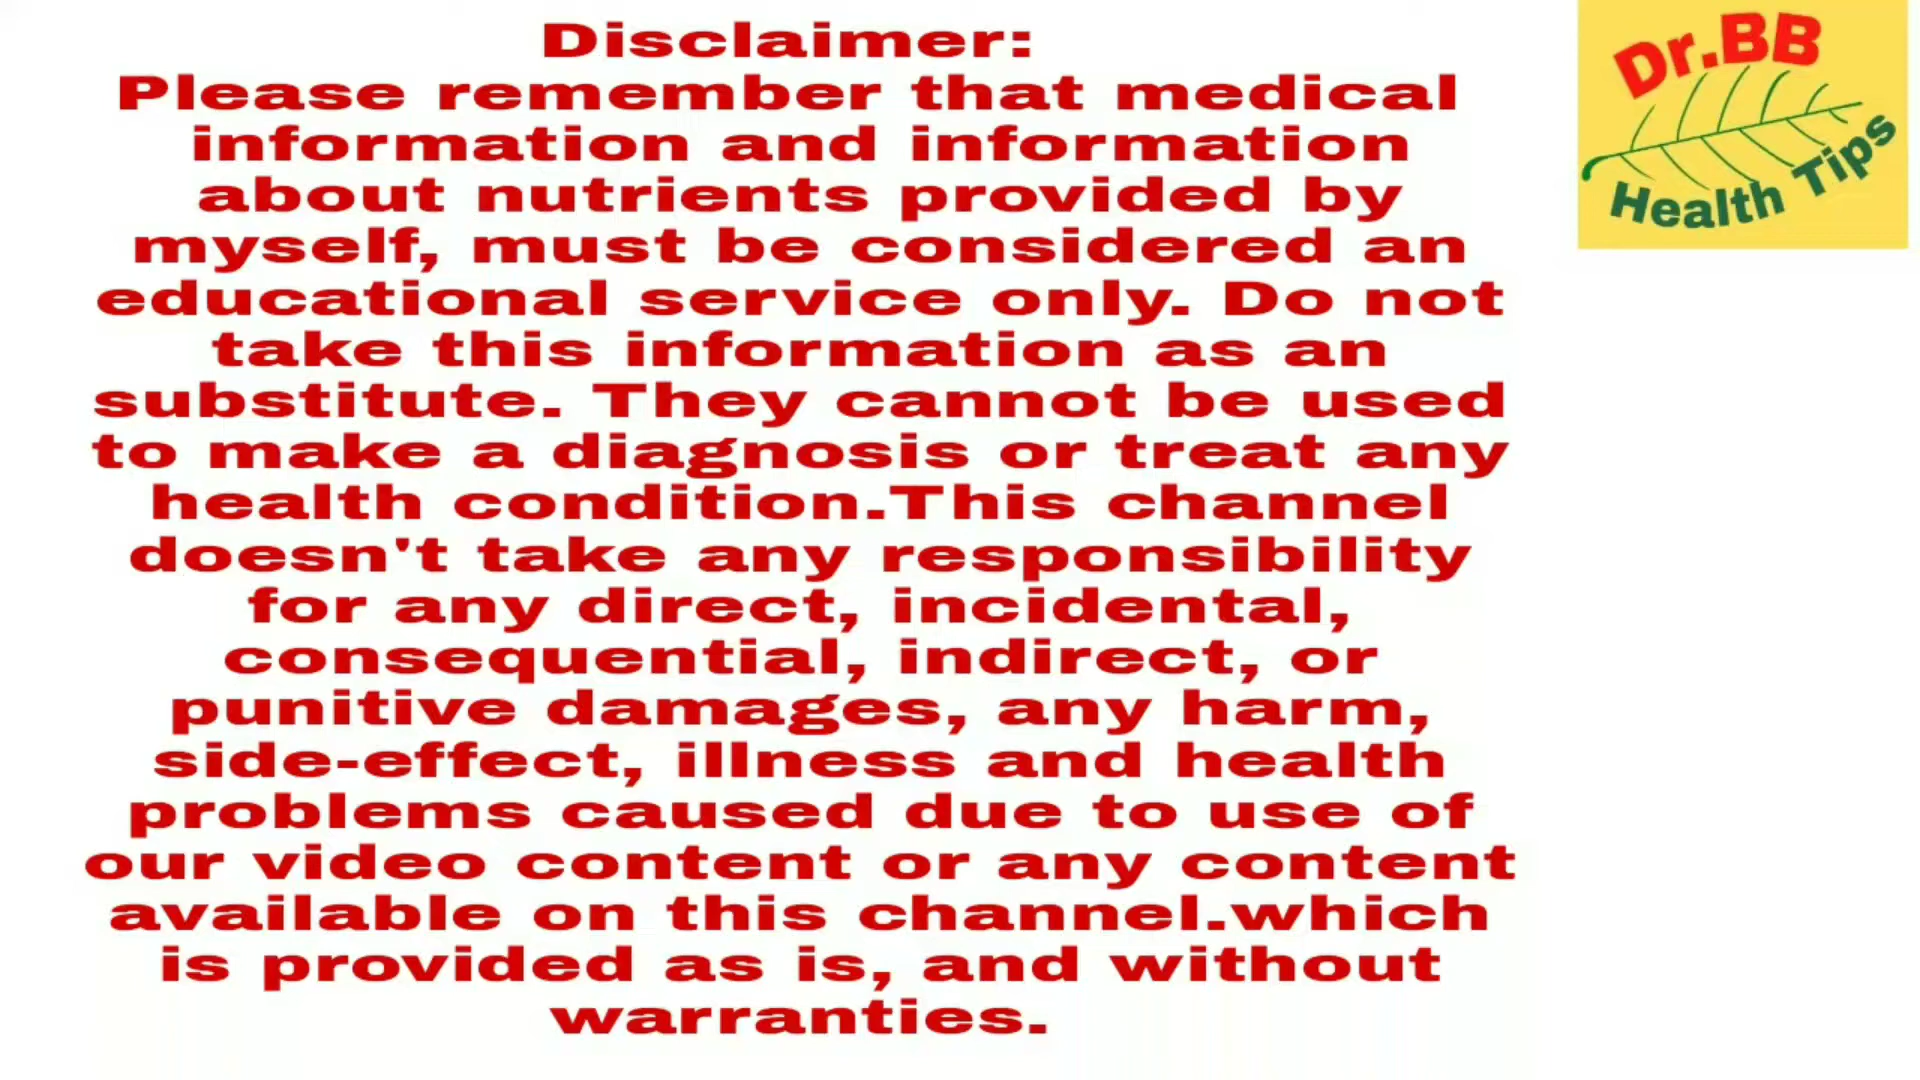 Disclaimer:
Please remember that medical
information and information
about nutrients provided by
myself, must be considered an
educational service only. Do not
take this information as an
substitute. They cannot be used
to make a diagnosis or treat any
health condition.This channel
doesn't take any responsibility
for any direct, incidental,
consequential, indirect, or
punitive damages, any harm,
side-effect, illness and health
problems caused due to use of
our video content or any content
available on this channel.which
is provided as is, and without
warranties.
Dr.BB
Health Tips